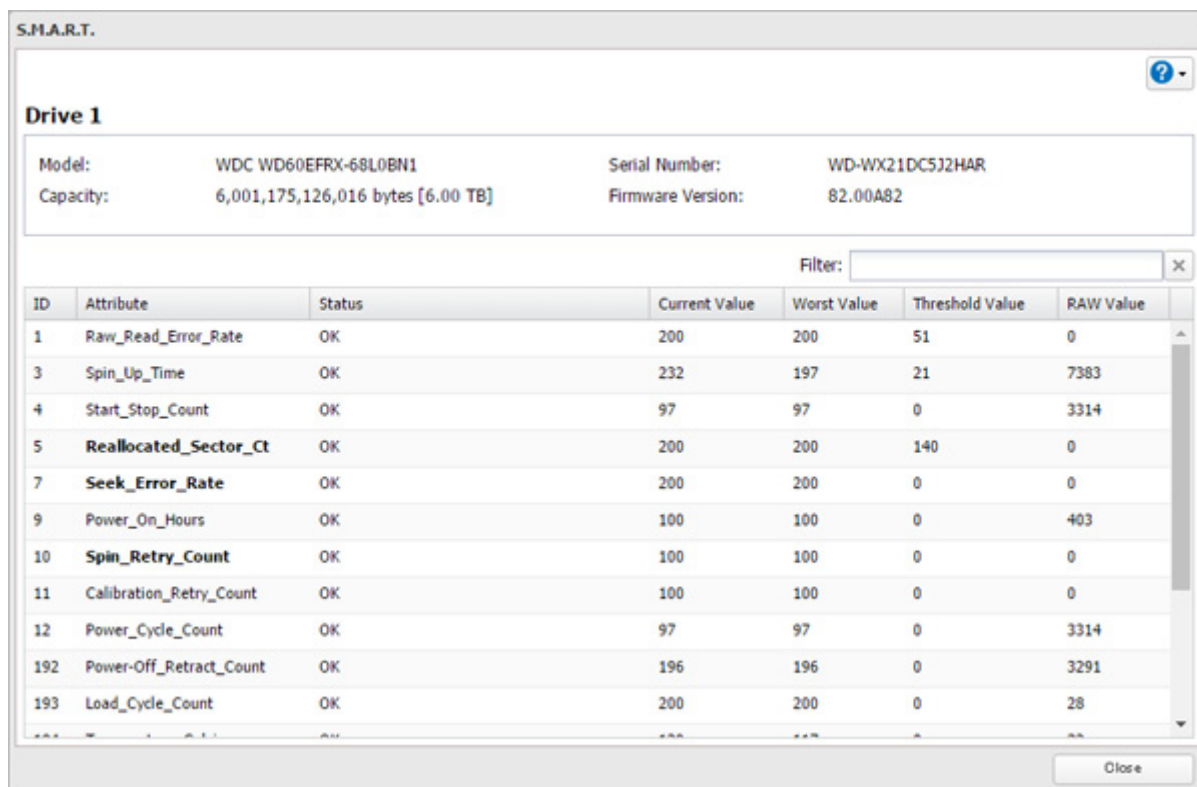 S.M.A.R.T.
Drive 1
Model: WDC WD60EFRX-68L0BN1 Serial Number: WD-WX21DC5J2HAR
Capacity: 6,001,175,126,016 bytes [6.00 TB] Firmware Version: 82.00A82
Filter:
ID Attribute Status Current Value Worst Value Threshold Value RAW Value
1 Raw_Read_Error_Rate OK 200 200 51 0
3 Spin_Up_Time OK 232 197 21 7383
4 Start_Stop_Count OK 97 97 0 3314
5 Reallocated_Sector_Ct OK 200 200 140 0
7 Seek_Error_Rate OK 200 200 0 0
9 Power_On_Hours OK 100 100 0 403
10 Spin_Retry_Count OK 100 100 0 0
11 Calibration_Retry_Count OK 100 100 0 0
12 Power_Cycle_Count OK 97 97 0 3314
192 Power-Off_Retract_Count OK 196 196 0 3291
193 Load_Cycle_Count OK 200 200 0 28
Close